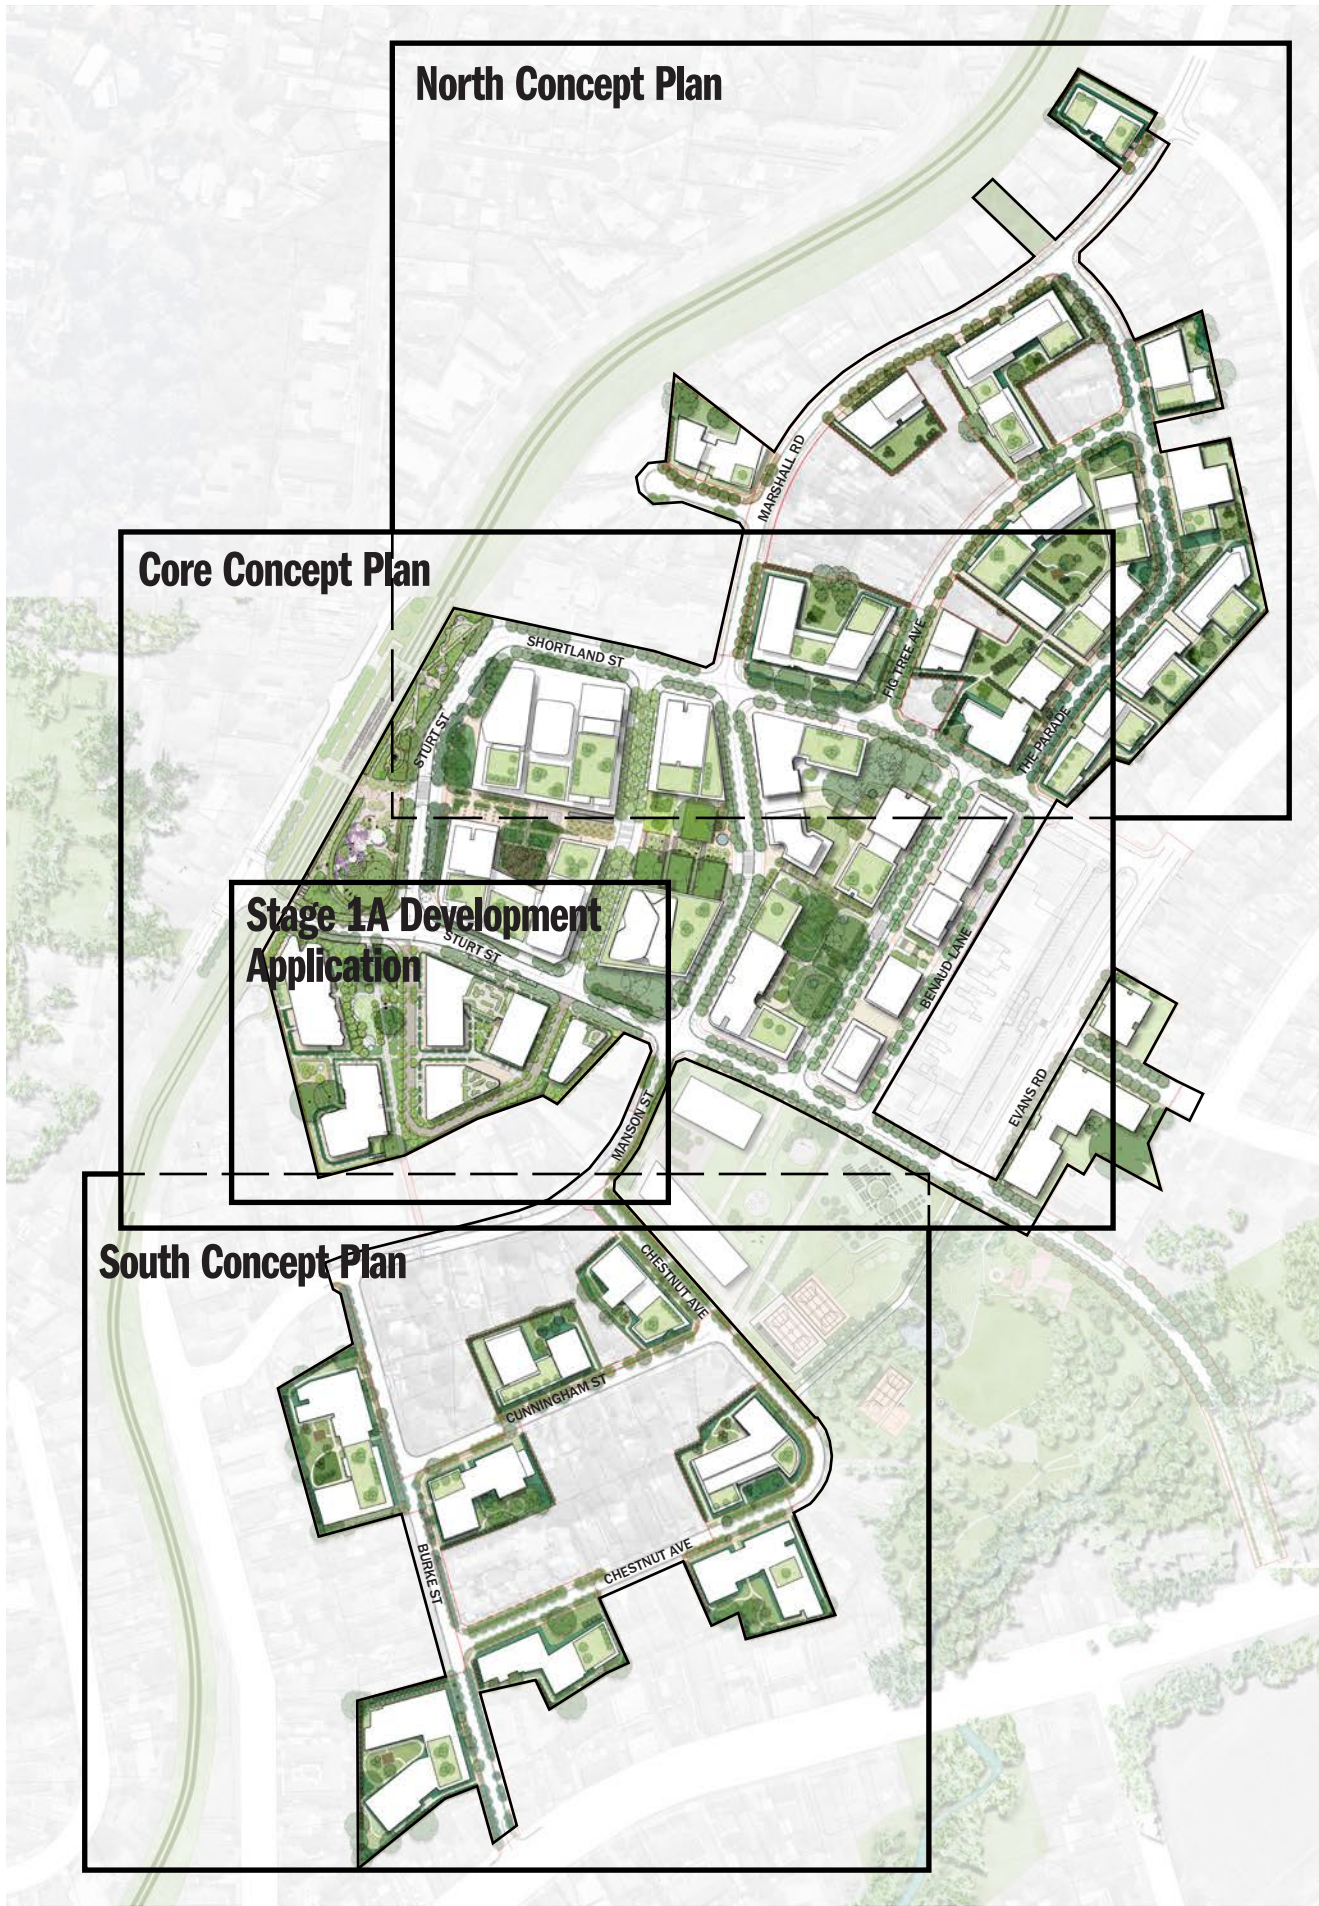 North Concept Plan
MARSHALL RD
Core Concept Plan
SHORTLAND ST
FIG TREE AVE
STURT ST
THE PARADE
Stage 1A Development
Application
STURT ST
BENAUD LANE
EVANS RD
MANSON ST
South Concept Plan
CHESTNUT AVE
CUNNINGHAM ST
BURKE ST
CHESTNUT AVE